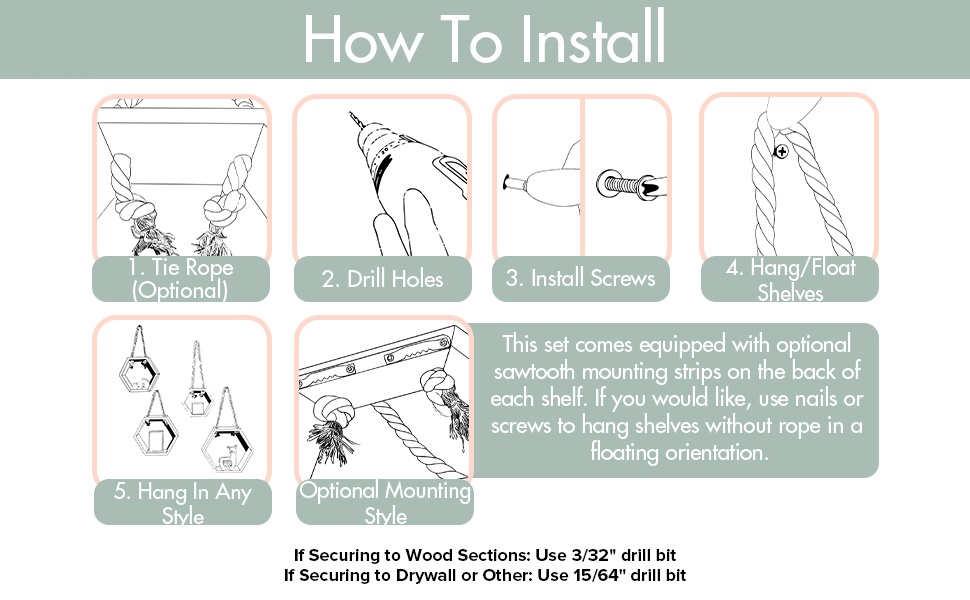 How To Install
1. Tie Rope
(Optional)
2. Drill Holes
3. Install Screws
4. Hang/Float
Shelves
5. Hang In Any
Style
Optional Mounting
Style
This set comes equipped with optional
sawtooth mounting strips on the back of
each shelf. If you would like, use nails or
screws to hang shelves without rope in a
floating orientation.
If Securing to Wood Sections: Use 3/32" drill bit
If Securing to Drywall or Other: Use 15/64" drill bit